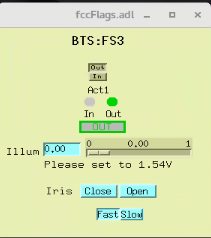 fccFlags.adl
BTS:FS3
Out
In
Act1
In Out
OUT
0 0.00 1
Illum 0.00
Please set to 1.54V
Iris Close Open
Fast Slow